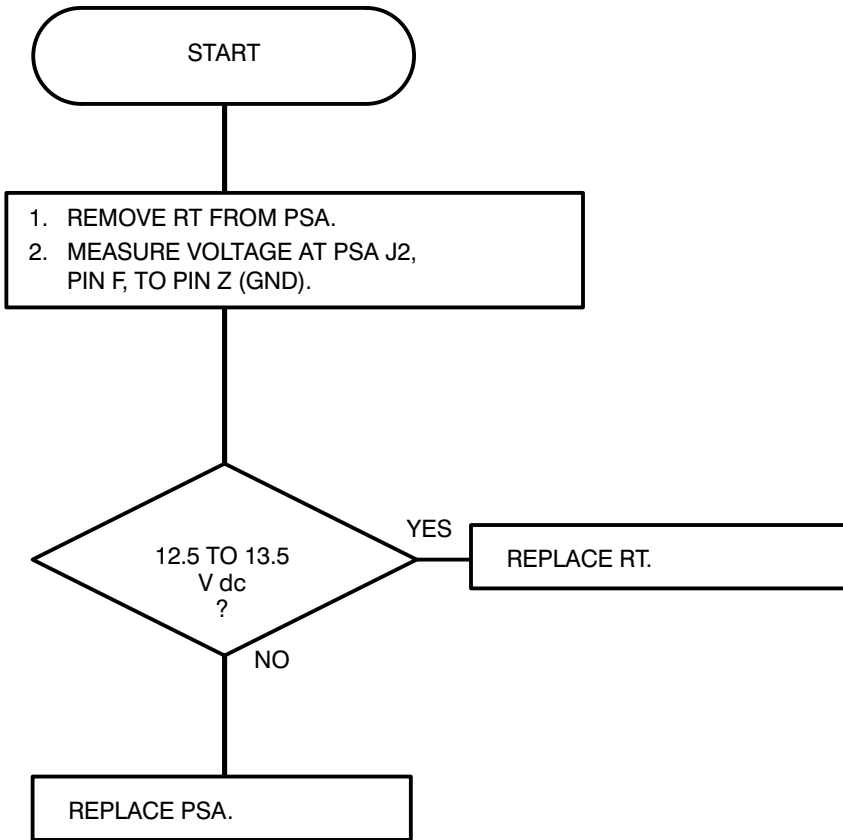 START
1. REMOVE RT FROM PSA.
2. MEASURE VOLTAGE AT PSA J2,
PIN F, TO PIN Z (GND).
12.5 TO 13.5
V dc
?
YES
REPLACE RT.
NO
REPLACE PSA.